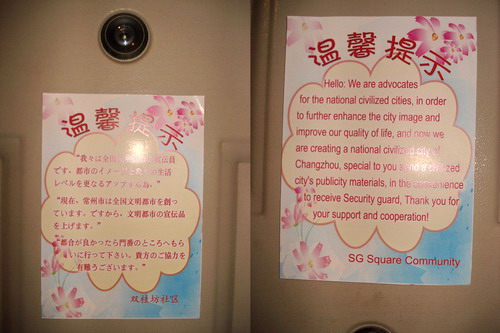 温馨提示
"我々は全国
です。都市のイメージ
レベルを更なるアップする為、"
"現在、常州市は全国文明都市を創っ
ています。ですから、文明都市の宣伝品
を上げます。"
"都合が良かったら門番のところへもら
いに行って下さい。貴方のご協力を
有難うございます。"
双桂坊社区
温馨提示
Hello: We are advocates
for the national civilized cities, in order
to further enhance the city image and
improve our quality of life, and now we
are creating a national civilized city of
Changzhou, special to you send a civilized
city's publicity materials, in the convenience
to receive Security guard, Thank you for
your support and cooperation!
SG Square Community